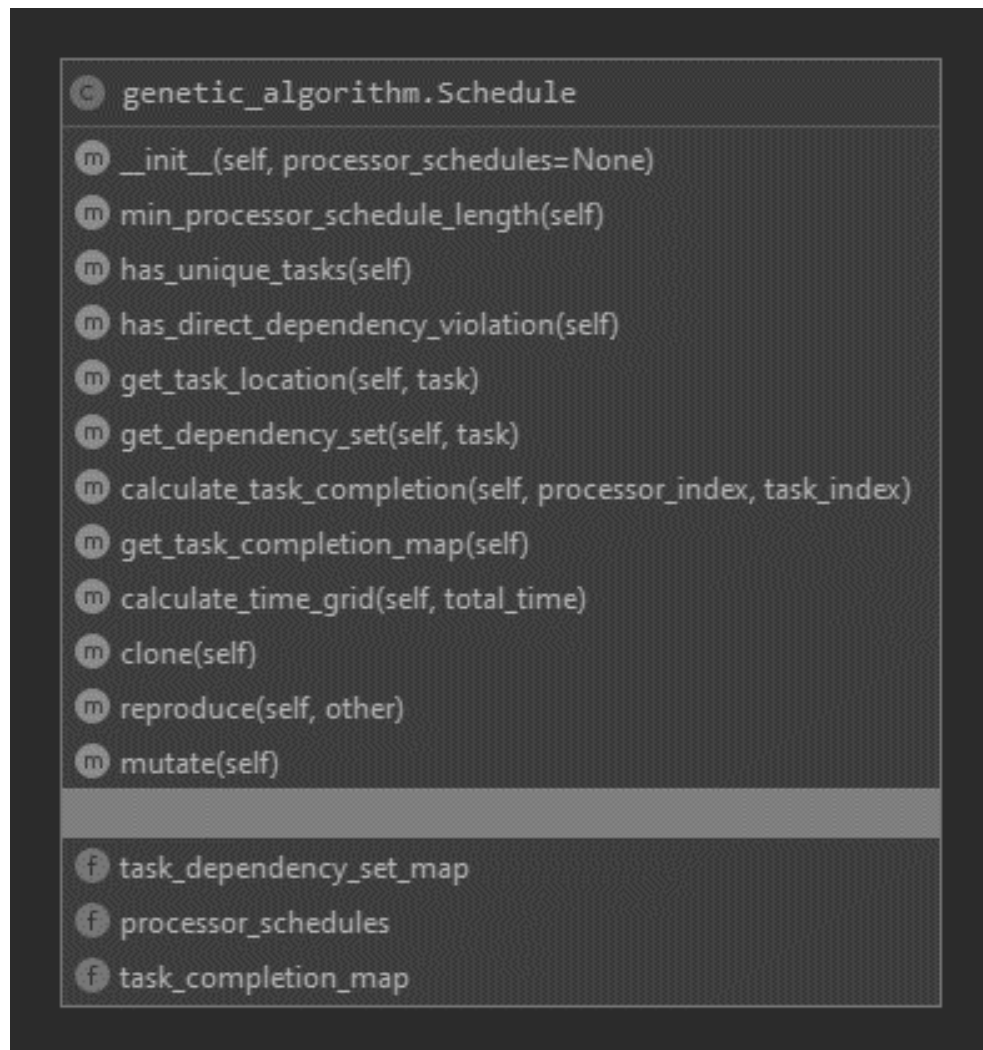 C genetic_algorithm.Schedule
m __init__(self, processor_schedules=None)
m min_processor_schedule_length(self)
m has_unique_tasks(self)
m has_direct_dependency_violation(self)
m get_task_location(self, task)
m get_dependency_set(self, task)
m calculate_task_completion(self, processor_index, task_index)
m get_task_completion_map(self)
m calculate_time_grid(self, total_time)
m clone(self)
m reproduce(self, other)
m mutate(self)
f task_dependency_set_map
f processor_schedules
f task_completion_map